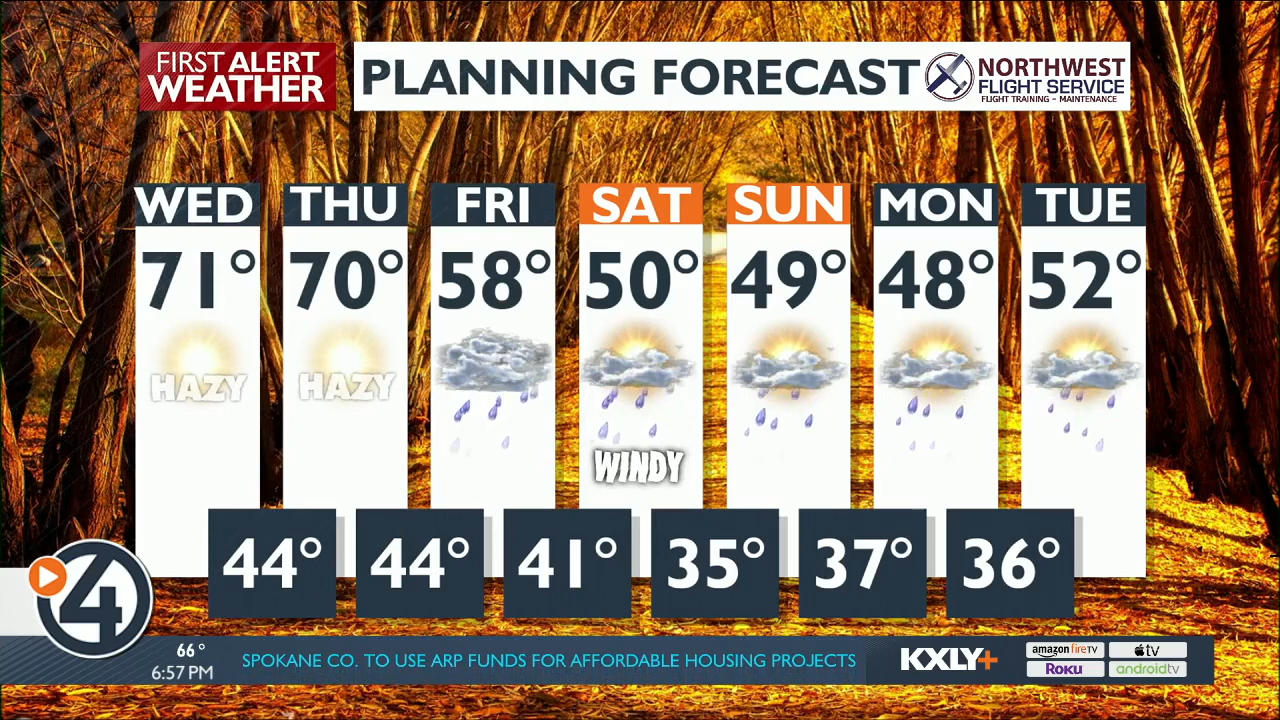 FIRST ALERT
WEATHER
PLANNING FORECAST
NORTHWEST
FLIGHT SERVICE
FLIGHT TRAINING - MAINTENANCE
WED THU FRI SAT SUN MON TUE
71° 70° 58° 50° 49° 48° 52°
HAZY HAZY
WINDY
44° 44° 41° 35° 37° 36°
4
66°
6:57 PM
SPOKANE CO. TO USE ARP FUNDS FOR AFFORDABLE HOUSING PROJECTS
KXLY+
amazon fireTV
tv
Roku
androidtv